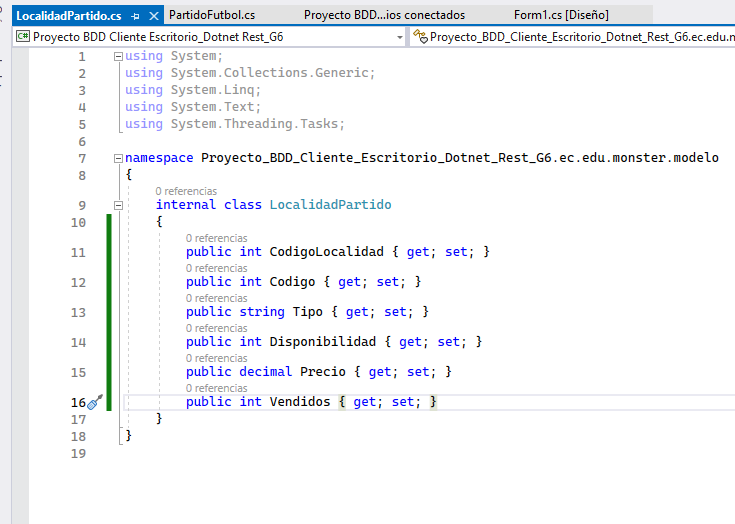 LocalidadPartido.cs PartidoFutbol.cs Proyecto BDD...ios conectados Form1.cs [Diseño]
C# Proyecto BDD Cliente Escritorio_Dotnet Rest_G6 Proyecto_BDD_Cliente_Escritorio_Dotnet_Rest_G6.ec.edu.m
1 using System;
2 using System.Collections.Generic;
3 using System.Linq;
4 using System.Text;
5 using System.Threading.Tasks;
6
7 namespace Proyecto_BDD_Cliente_Escritorio_Dotnet_Rest_G6.ec.edu.monster.modelo
8 {
0 referencias
9 internal class LocalidadPartido
10 {
0 referencias
11 public int CodigoLocalidad { get; set; }
0 referencias
12 public int Codigo { get; set; }
0 referencias
13 public string Tipo { get; set; }
0 referencias
14 public int Disponibilidad { get; set; }
0 referencias
15 public decimal Precio { get; set; }
0 referencias
16 public int Vendidos { get; set; }
17 }
18 }
19